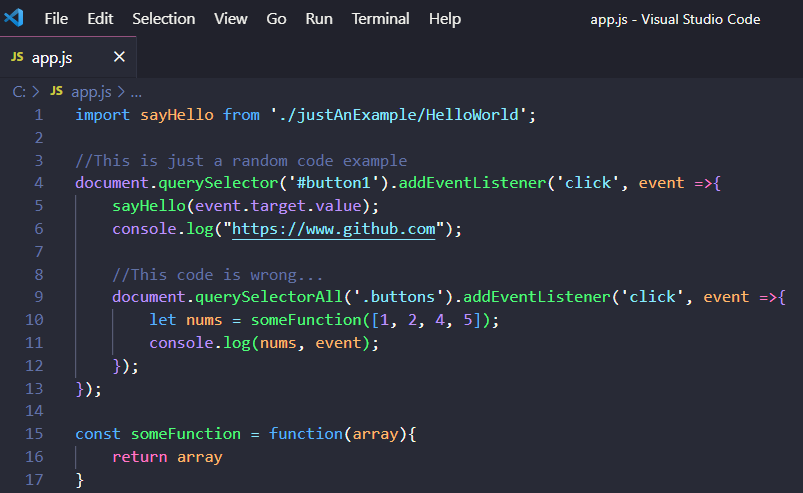 File Edit Selection View Go Run Terminal Help app.js - Visual Studio Code
JS app.js ×
C: > JS app.js > ...
1 import sayHello from './justAnExample/HelloWorld';
2
3 //This is just a random code example
4 document.querySelector('#button1').addEventListener('click', event =>{
5     sayHello(event.target.value);
6     console.log("https://www.github.com");
7
8     //This code is wrong...
9     document.querySelectorAll('.buttons').addEventListener('click', event =>{
10         let nums = someFunction([1, 2, 4, 5]);
11         console.log(nums, event);
12     });
13 });
14
15 const someFunction = function(array){
16     return array
17 }